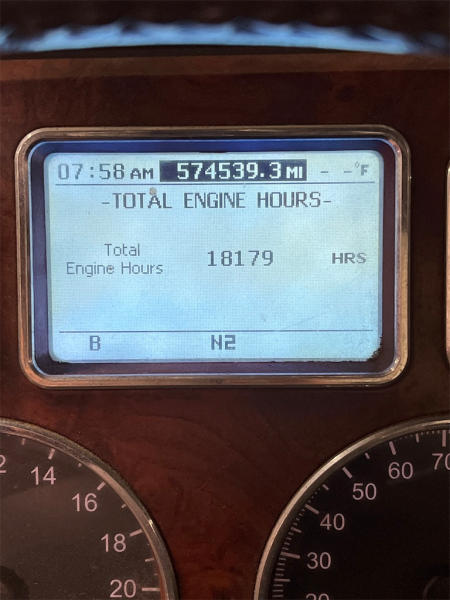 07:58 AM 574539.3 MI - -°F
-TOTAL ENGINE HOURS-
Total
Engine Hours 18179 HRS
B N2
14
16
18
20
70
60
50
40
30